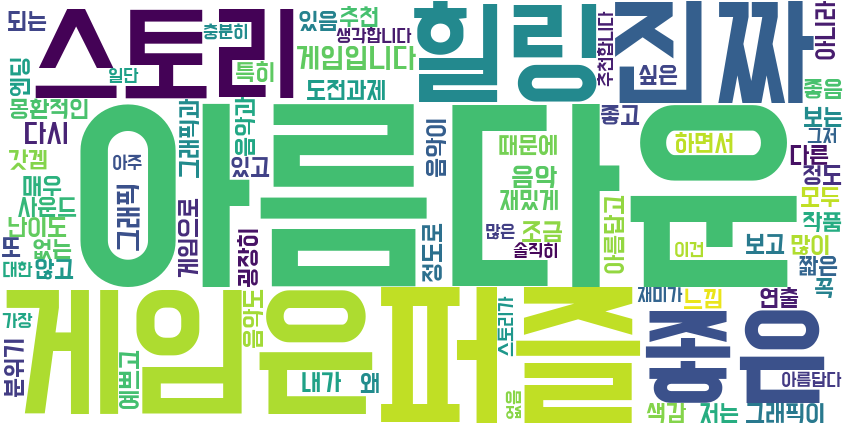 되는
스토리
충분히
있음
추천
생각합니다
게임입니다
힐링
진짜
추천합니다
아니라
엔딩
일단
특히
도전과제
싶은
좋음
몽환적인
그래픽과
음악과
좋고
보는
그저
다시
아름다운
음악이
때문에
하면서
다른
갓겜
아주
있고
음악
정도
매우
그래픽
재밌게
모두
사운드
게임으로
아름답고
작품
난이도
굉장히
정도로
많은
조금
없는
솔직히
이건
보고
많이
대한
않고
짧은
꼭
게임은
퍼즐
좋은
재미가
느낌
연출
가장
음악도
스토리가
분위기
예쁘고
내가
왜
아름답다
없음
색감
저는
그래픽이